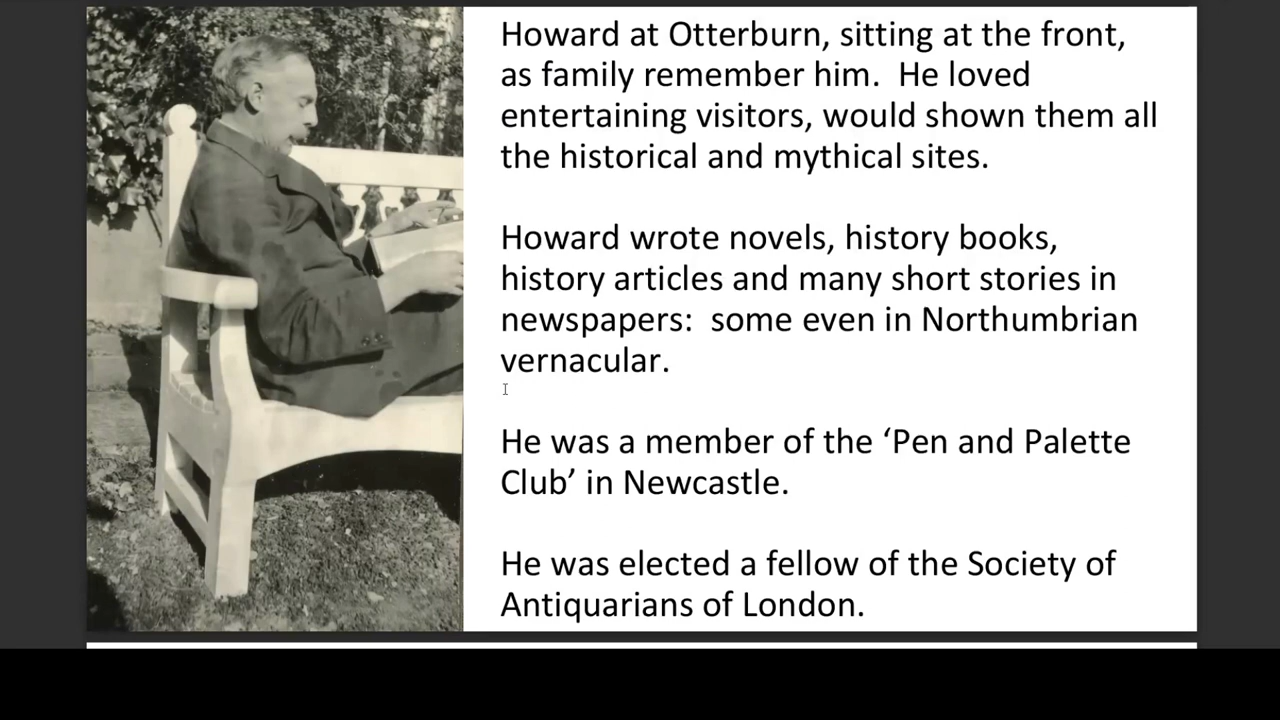 Howard at Otterburn, sitting at the front,
as family remember him.  He loved
entertaining visitors, would shown them all
the historical and mythical sites.
Howard wrote novels, history books,
history articles and many short stories in
newspapers:  some even in Northumbrian
vernacular.
He was a member of the ‘Pen and Palette
Club’ in Newcastle.
He was elected a fellow of the Society of
Antiquarians of London.